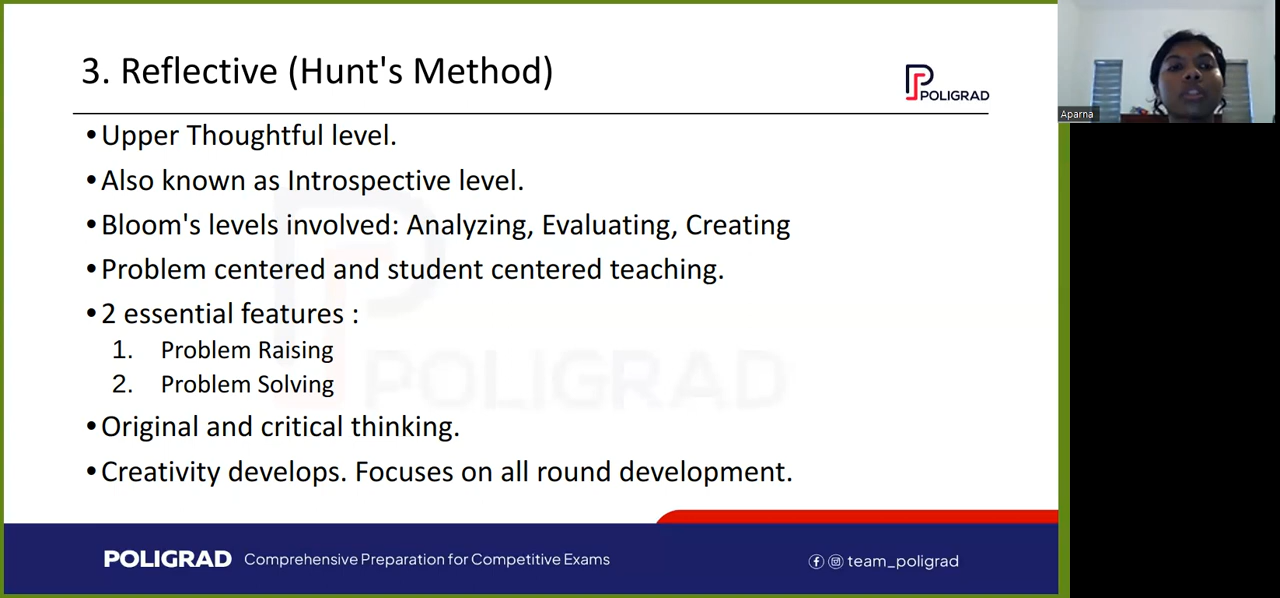 3. Reflective (Hunt's Method)
POLIGRAD
•Upper Thoughtful level.
•Also known as Introspective level.
•Bloom's levels involved: Analyzing, Evaluating, Creating
•Problem centered and student centered teaching.
•2 essential features :
1. Problem Raising
2. Problem Solving
•Original and critical thinking.
•Creativity develops. Focuses on all round development.
POLIGRAD
POLIGRAD Comprehensive Preparation for Competitive Exams
team_poligrad
Aparna